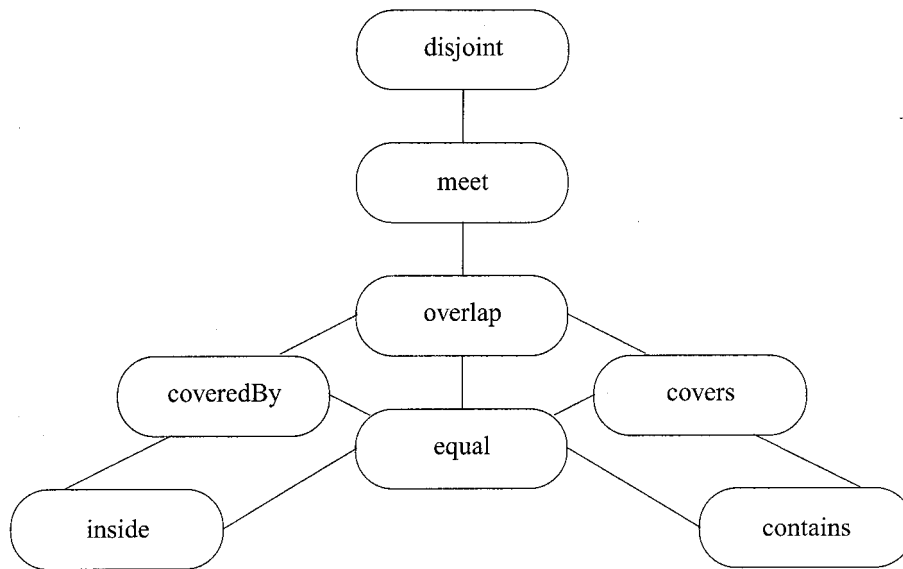 disjoint
meet
overlap
coveredBy
covers
equal
inside
contains